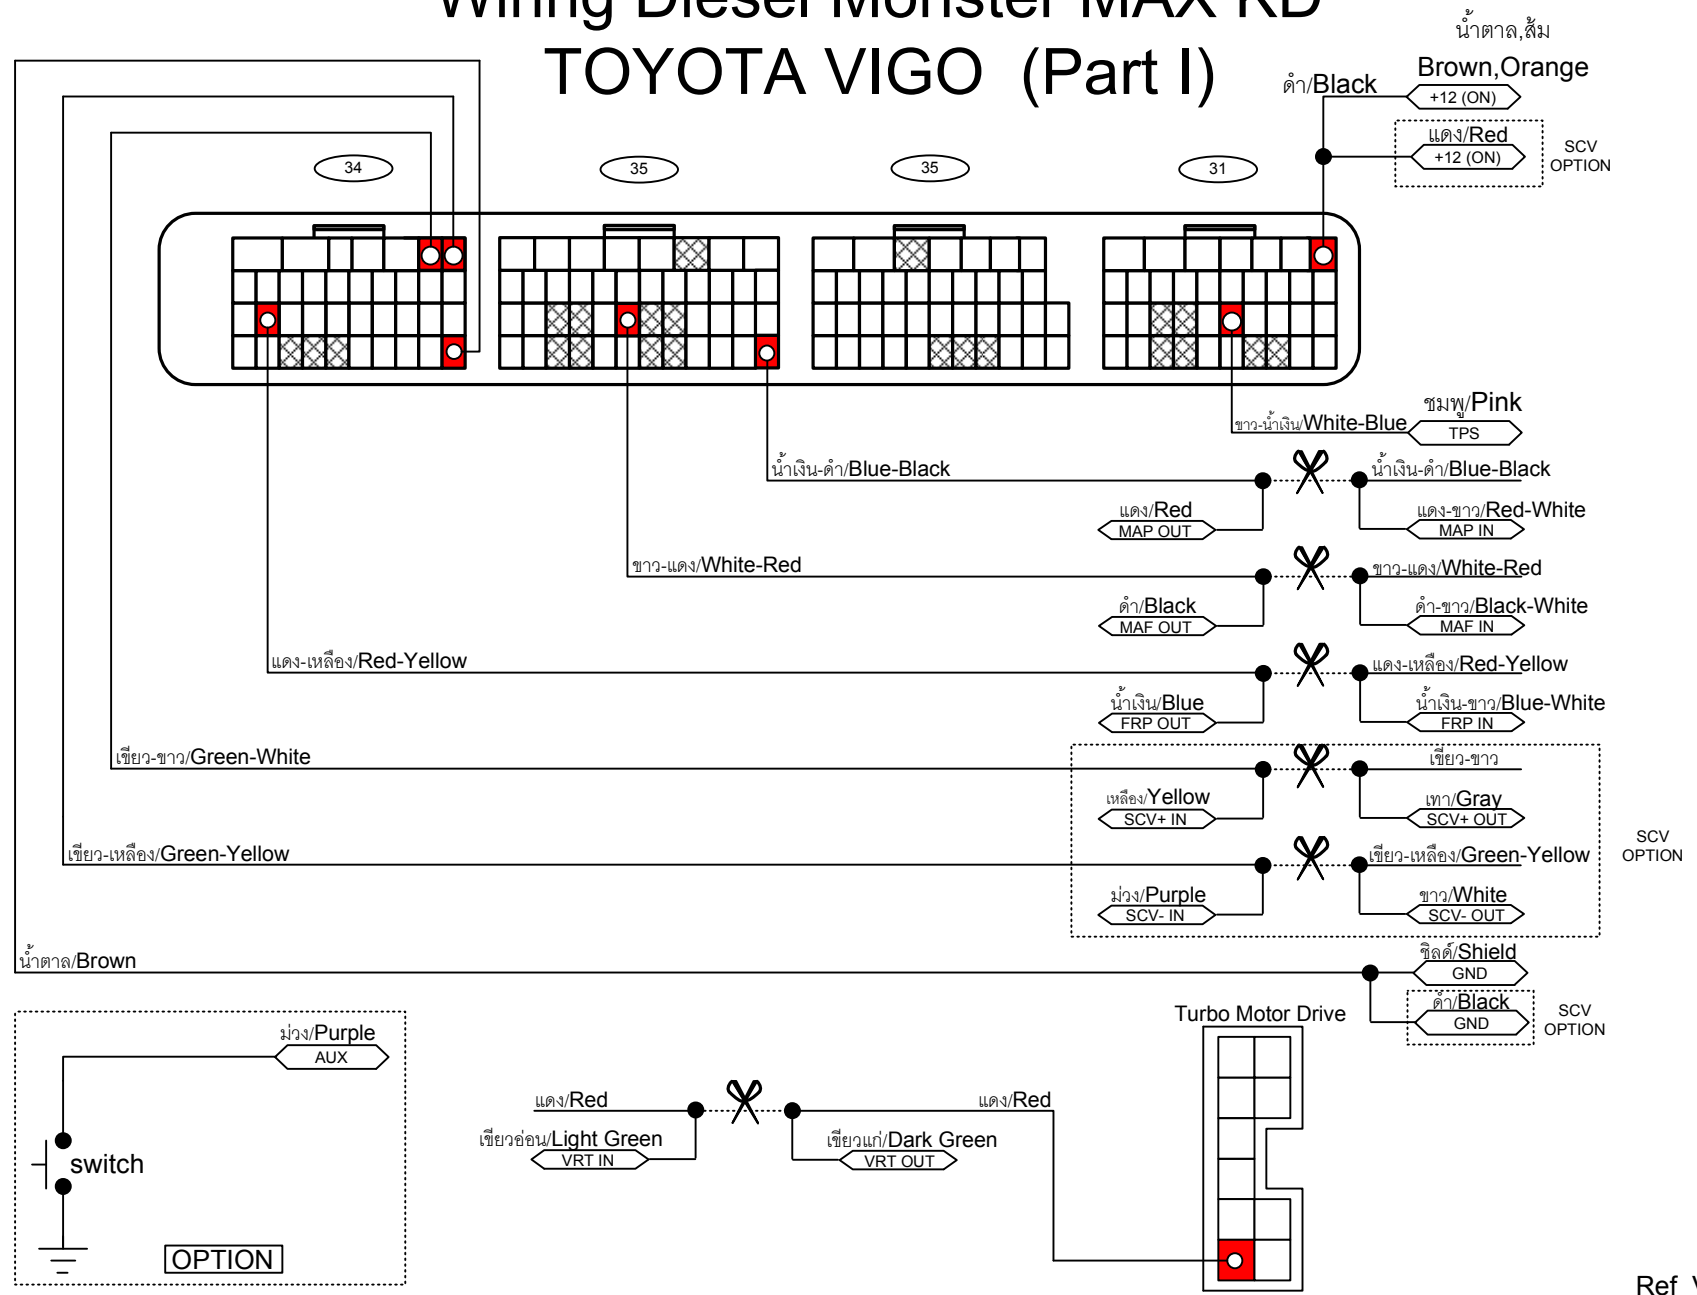 Wiring Diesel Monster MAX KD
TOYOTA VIGO (Part I)
น้ำตาล,ส้ม
Brown,Orange
ดำ/Black
+12 (ON)
แดง/Red
+12 (ON)
SCV
OPTION
34
35
35
31
ชมพู/Pink
ขาว-น้ำเงิน/White-Blue
TPS
น้ำเงิน-ดำ/Blue-Black
น้ำเงิน-ดำ/Blue-Black
แดง/Red
MAP OUT
แดง-ขาว/Red-White
MAP IN
ขาว-แดง/White-Red
ขาว-แดง/White-Red
ดำ/Black
MAF OUT
ดำ-ขาว/Black-White
MAF IN
แดง-เหลือง/Red-Yellow
แดง-เหลือง/Red-Yellow
น้ำเงิน/Blue
FRP OUT
น้ำเงิน-ขาว/Blue-White
FRP IN
เขียว-ขาว/Green-White
เขียว-ขาว
เหลือง/Yellow
SCV+ IN
เทา/Gray
SCV+ OUT
SCV
OPTION
เขียว-เหลือง/Green-Yellow
เขียว-เหลือง/Green-Yellow
ม่วง/Purple
SCV- IN
ขาว/White
SCV- OUT
น้ำตาล/Brown
ชิลด์/Shield
GND
ดำ/Black
GND
SCV
OPTION
ม่วง/Purple
AUX
switch
OPTION
แดง/Red
แดง/Red
เขียวอ่อน/Light Green
VRT IN
เขียวแก่/Dark Green
VRT OUT
Turbo Motor Drive
Ref